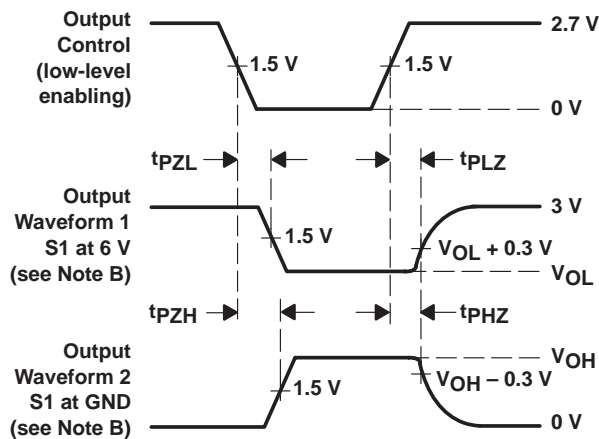 Output
Control
(low-level
enabling)
2.7 V
1.5 V
1.5 V
0 V
tPZL
tPLZ
Output
Waveform 1
S1 at 6 V
(see Note B)
3 V
1.5 V
VOL + 0.3 V
VOL
tPZH
tPHZ
Output
Waveform 2
S1 at GND
(see Note B)
VOH
1.5 V
VOH – 0.3 V
0 V